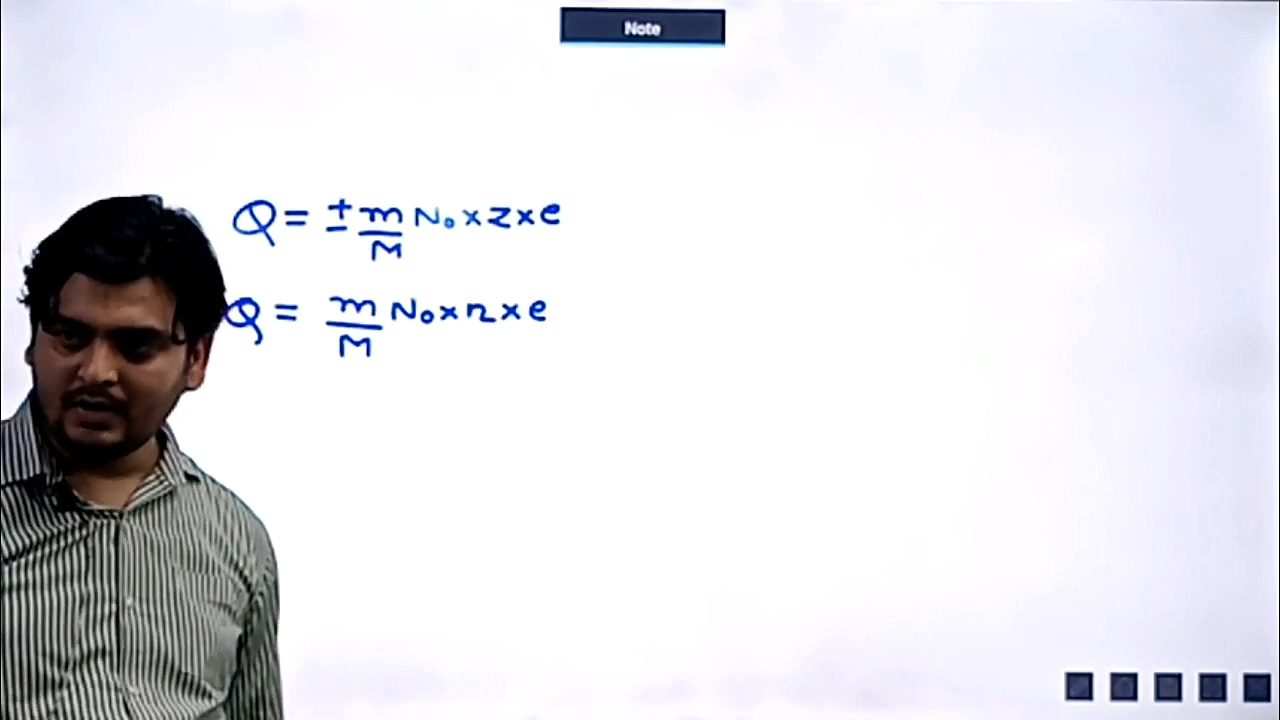 Note
Q = ± m/M N₀ × z × e
Q = m/M N₀ × n × e